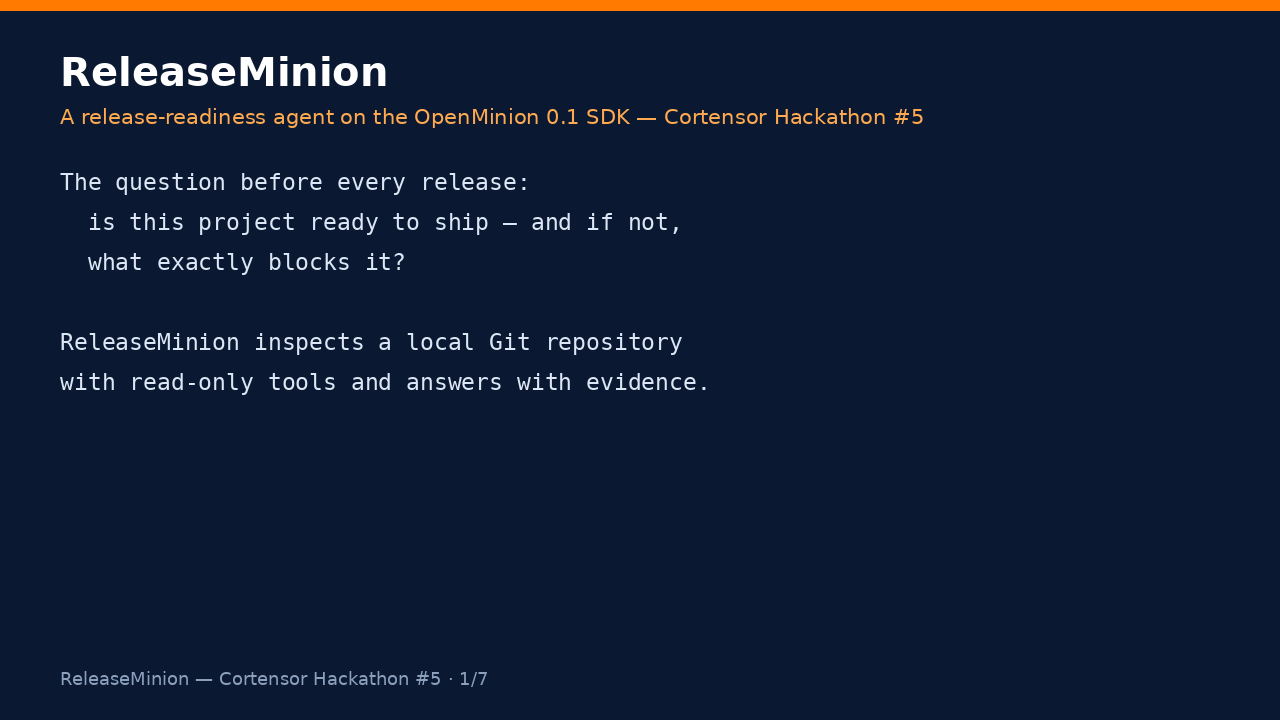 ReleaseMinion
A release-readiness agent on the OpenMinion 0.1 SDK — Cortensor Hackathon #5
The question before every release:
is this project ready to ship — and if not,
what exactly blocks it?
ReleaseMinion inspects a local Git repository
with read-only tools and answers with evidence.
ReleaseMinion — Cortensor Hackathon #5 · 1/7